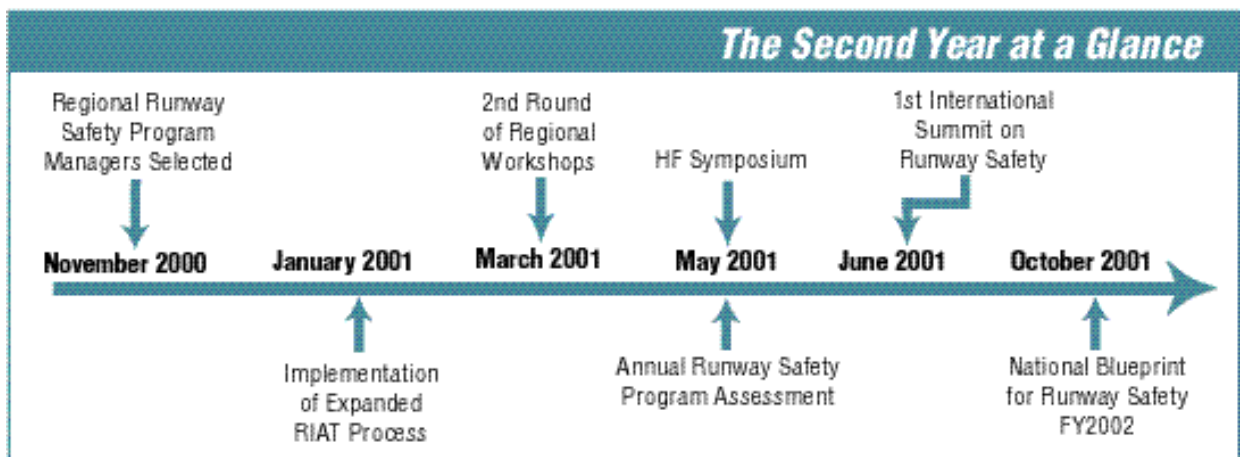 The Second Year at a Glance
Regional Runway
Safety Program
Managers Selected
2nd Round
of Regional
Workshops
HF Symposium
1st International
Summit on
Runway Safety
November 2000
January 2001
March 2001
May 2001
June 2001
October 2001
Implementation
of Expanded
RIAT Process
Annual Runway Safety
Program Assessment
National Blueprint
for Runway Safety
FY2002